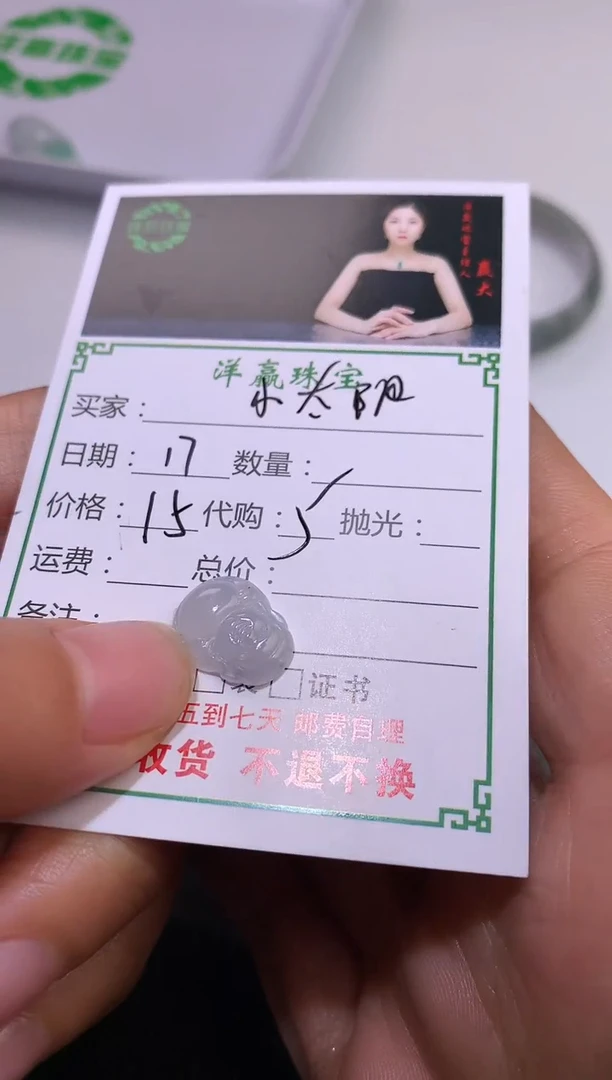 洋赢珠宝
买家：小太阳
日期：17 数量：
价格：15 代购：5 抛光：
运费： 总价：
备注：
证书
五到七天 邮费自理
收货 不退不换